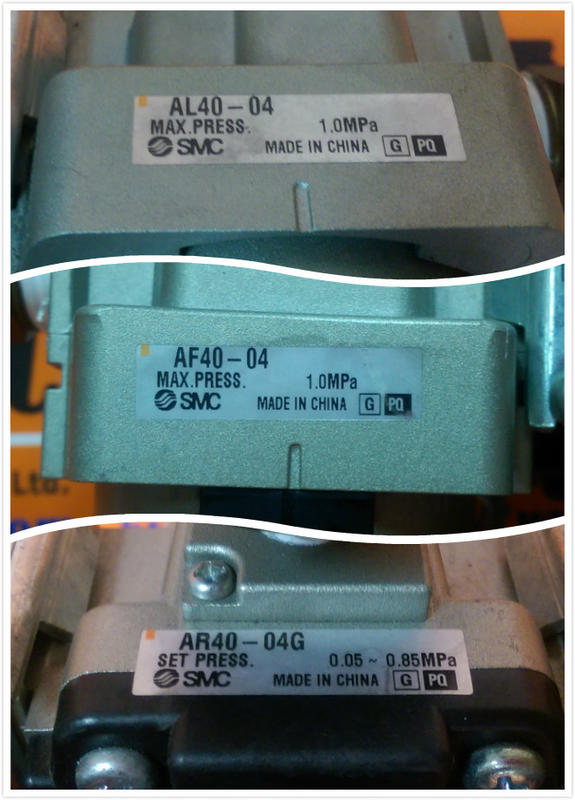 AL40-04
MAX.PRESS. 1.0MPa
SMC MADE IN CHINA G PQ
AF40-04
MAX.PRESS. 1.0MPa
SMC MADE IN CHINA G PQ
Ltd.
AR40-04G
SET PRESS. 0.05 ~ 0.85MPa
SMC MADE IN CHINA G PQ